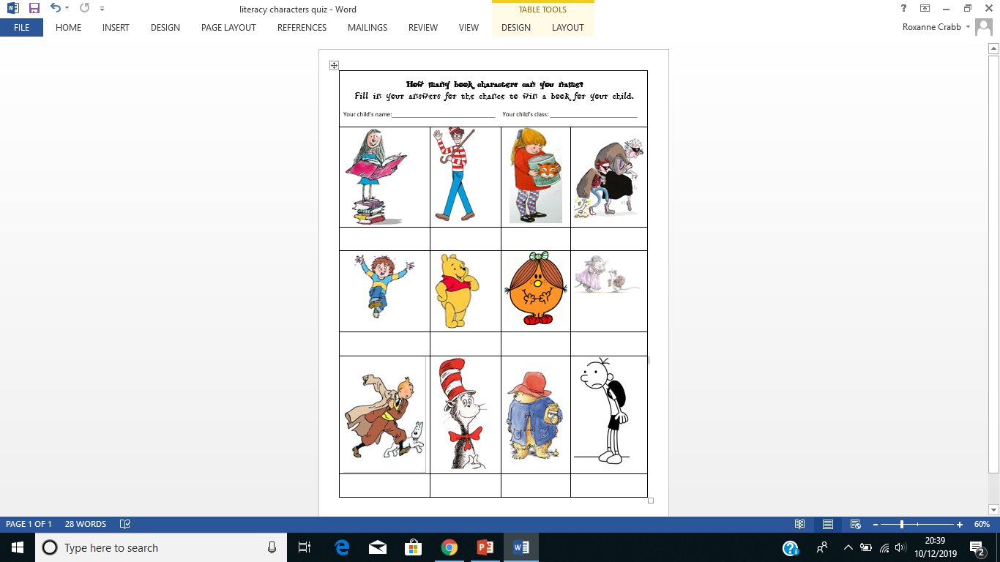 literacy characters quiz - Word
TABLE TOOLS
?
FILE HOME INSERT DESIGN PAGE LAYOUT REFERENCES MAILINGS REVIEW VIEW DESIGN LAYOUT
Roxanne Crabb
How many book characters can you name?
Fill in your answers for the chance to win a book for your child.
Your child's name:
Your child's class:
PAGE 1 OF 1 28 WORDS
60%
Type here to search
20:39
10/12/2019
2